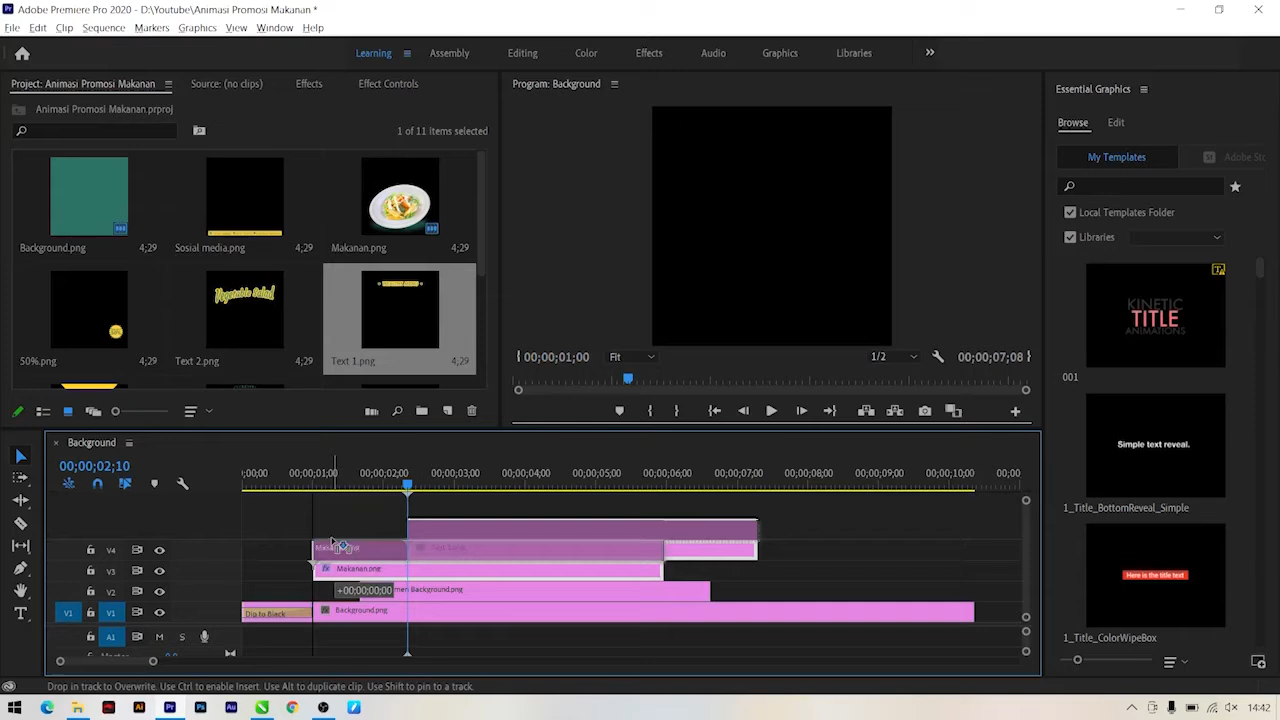 Adobe Premiere Pro 2020 - D:\Youtube\Animasi Promosi Makanan *
File Edit Clip Sequence Markers Graphics View Window Help
Learning Assembly Editing Color Effects Audio Graphics Libraries
Project: Animasi Promosi Makanan Source: (no clips) Effects Effect Controls Program: Background Essential Graphics
Animasi Promosi Makanan.prproj
Browse Edit
1 of 11 items selected
My Templates
Local Templates Folder
Libraries
Background.png 4;29 Sosial media.png 4;29 Makanan.png 4;29
Vegetable Salad
50%.png 4;29 Text 2.png 4;29 Text 1.png 4;29
00;00;01;00 Fit 1/2 00;00;07;08
KINETIC
TITLE
ANIMATIONS
001
Simple text reveal.
1_Title_BottomReveal_Simple
Here is the title text
1_Title_ColorWipeBox
Background
00;00;02;10
;00;00 00;00;01;00 00;00;02;00 00;00;03;00 00;00;04;00 00;00;05;00 00;00;06;00 00;00;07;00 00;00;08;00 00;00;09;00 00;00;10;00 00;00
V4 Text 1.png
V3 Makanan.png
V2 +00;00;00;00 men Background.png
V1 V1 Dip to Black Background.png
A1 M S
Drop in track to Overwrite. Use Ctrl to enable Insert. Use Alt to duplicate clip. Use Shift to pin to a track.
14:42